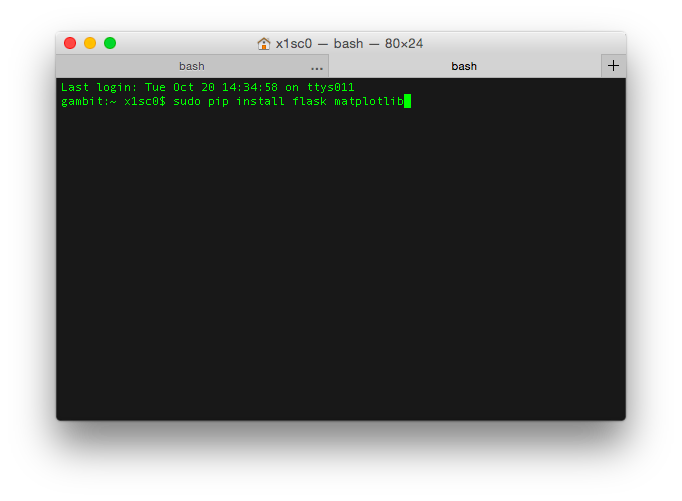 x1sc0 — bash — 80×24
bash ... bash +
Last login: Tue Oct 20 14:34:58 on ttys011
gambit:~ x1sc0$ sudo pip install flask matplotlib